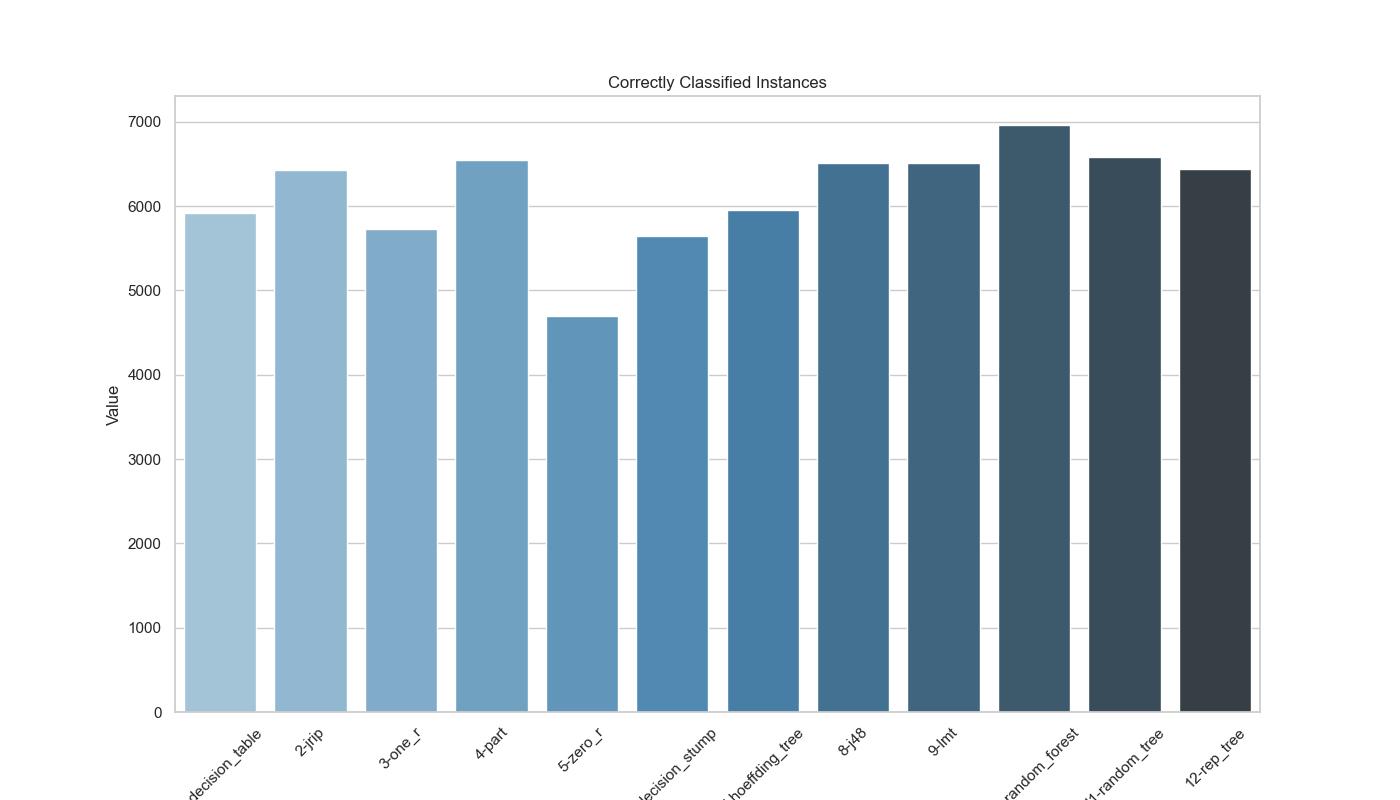 Correctly Classified Instances
7000
6000
5000
4000
3000
2000
1000
0
Value
decision_table
2-jrip
3-one_r
4-part
5-zero_r
decision_stump
hoeffding_tree
8-j48
9-lmt
random_forest
1-random_tree
12-rep_tree